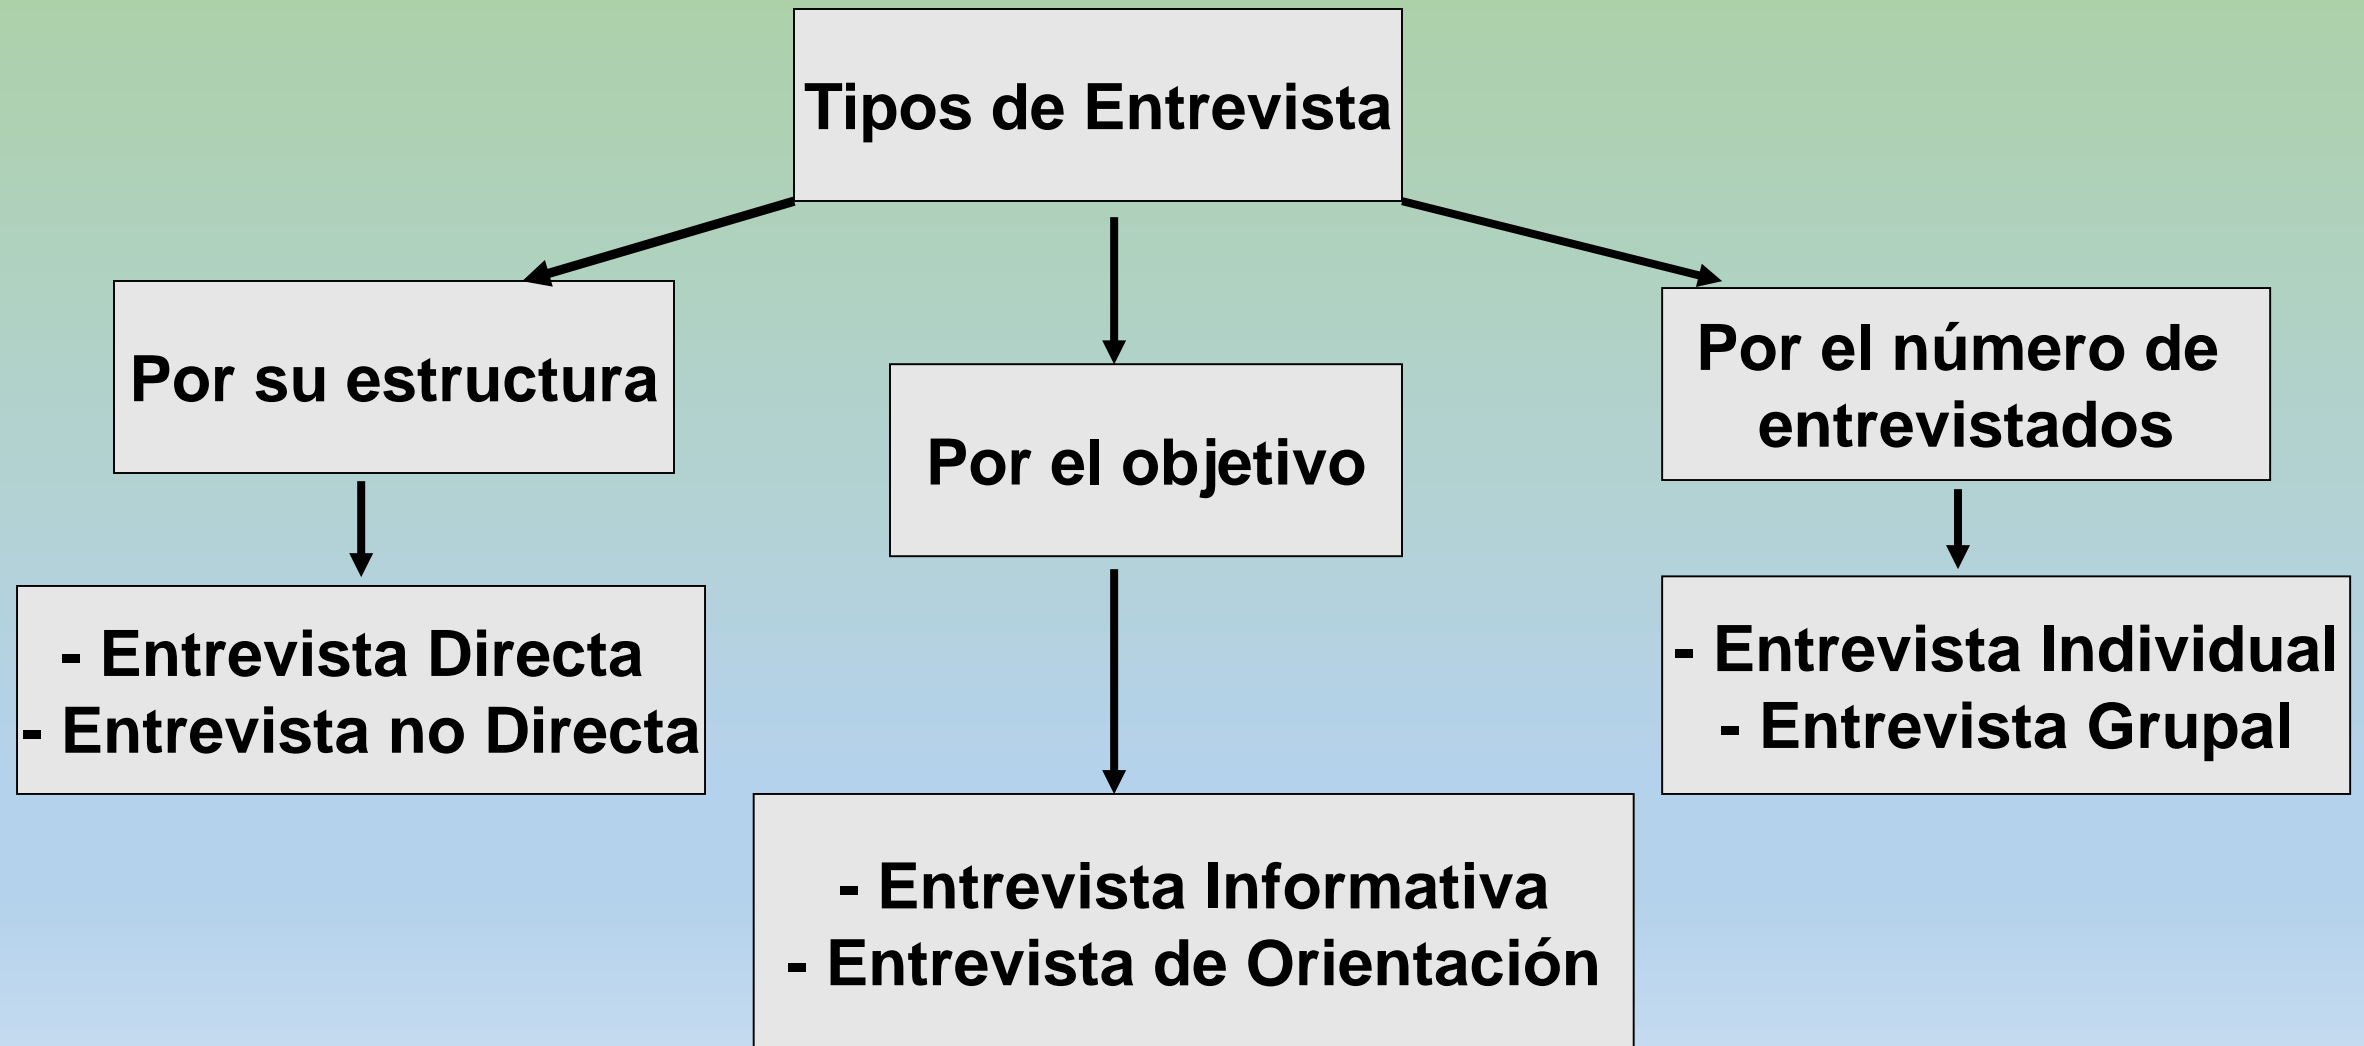 Tipos de Entrevista
Por su estructura
Por el objetivo
Por el número de
entrevistados
- Entrevista Directa
- Entrevista no Directa
- Entrevista Informativa
- Entrevista de Orientación
- Entrevista Individual
- Entrevista Grupal